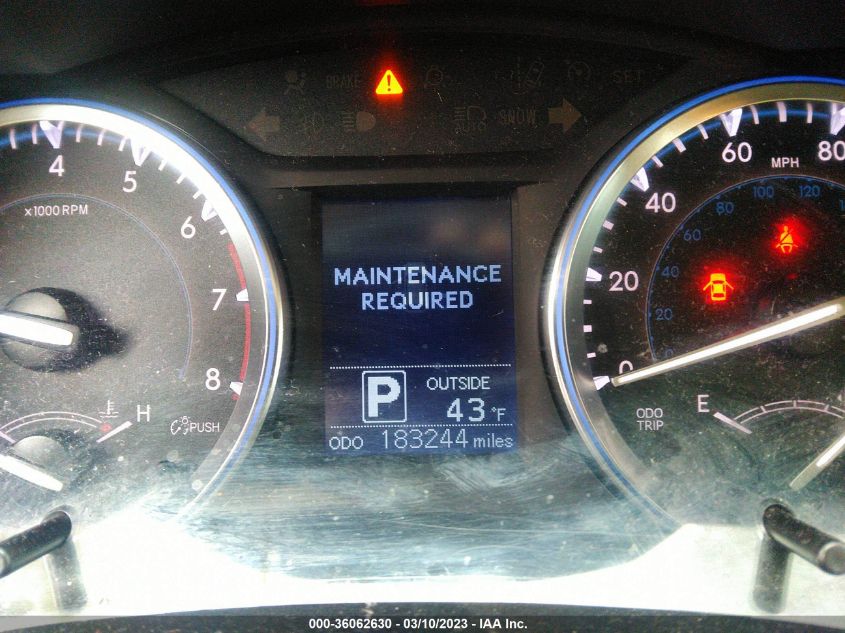 BRAKE
SET
AUTO
SNOW
4
5
6
7
8
x1000 RPM
H
PUSH
MAINTENANCE
REQUIRED
P
OUTSIDE
43 °F
ODO 183244 miles
0
20
40
60
80
MPH
0
20
40
60
80
100
120
ODO
TRIP
E
000-36062630 - 03/10/2023 - IAA Inc.